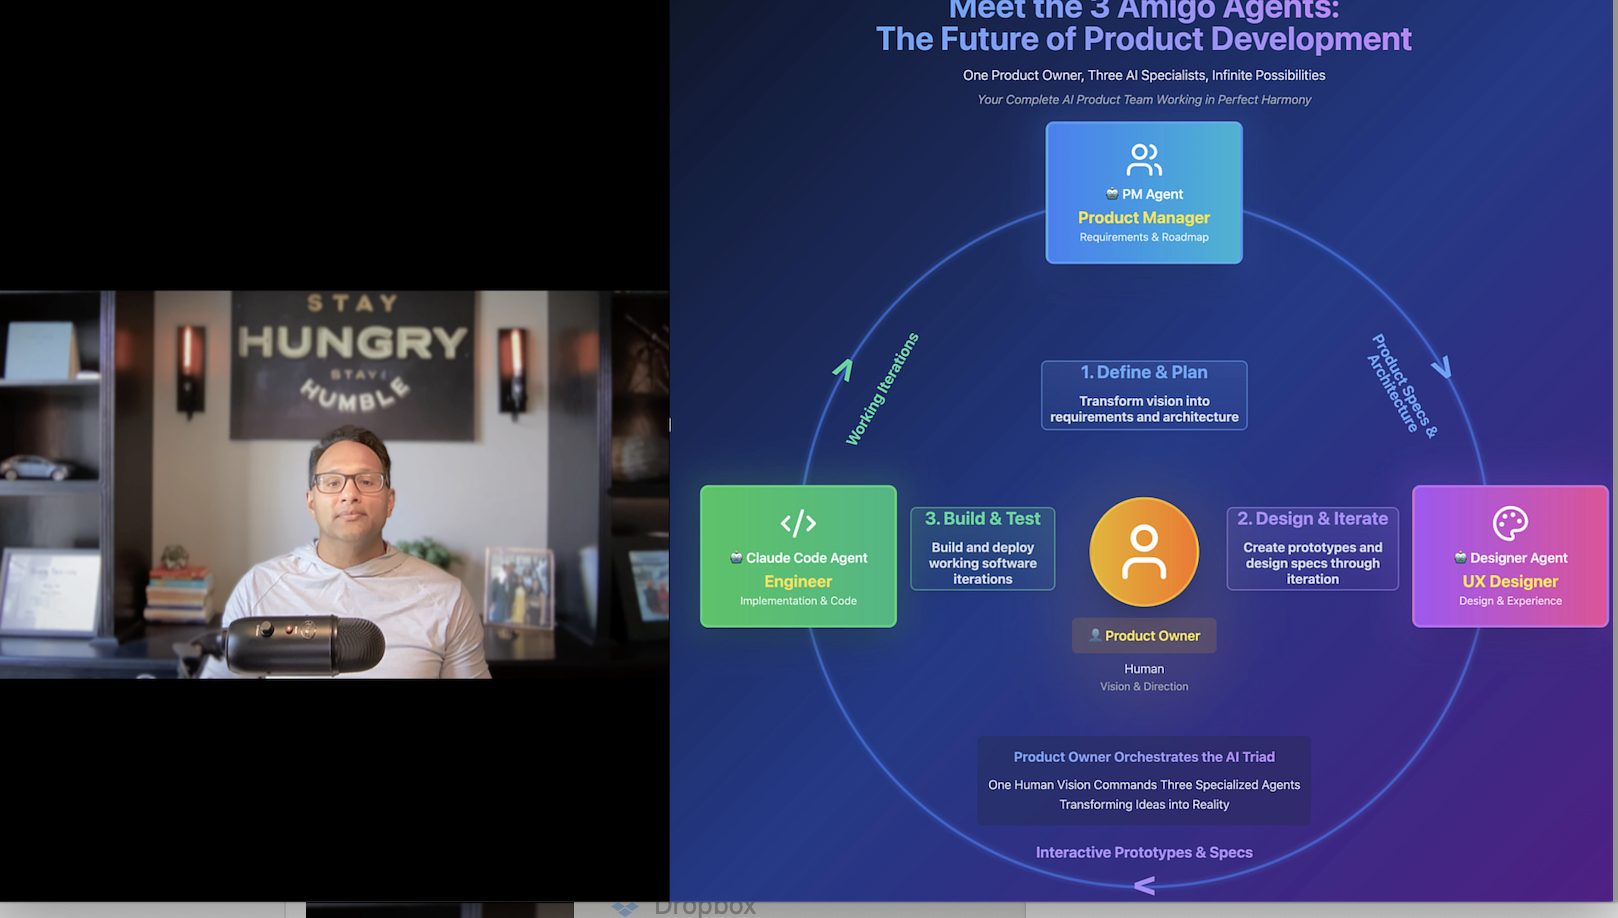 STAY
HUNGRY
STAY
HUMBLE
Meet the 3 Amigo Agents:
The Future of Product Development
One Product Owner, Three AI Specialists, Infinite Possibilities
Your Complete AI Product Team Working in Perfect Harmony
PM Agent
Product Manager
Requirements & Roadmap
Working Iterations
Product Specs &
Architecture
1. Define & Plan
Transform vision into
requirements and architecture
Claude Code Agent
Engineer
Implementation & Code
3. Build & Test
Build and deploy
working software
iterations
2. Design & Iterate
Create prototypes and
design specs through
iteration
Designer Agent
UX Designer
Design & Experience
Product Owner
Human
Vision & Direction
Product Owner Orchestrates the AI Triad
One Human Vision Commands Three Specialized Agents
Transforming Ideas into Reality
Interactive Prototypes & Specs
Dropbox